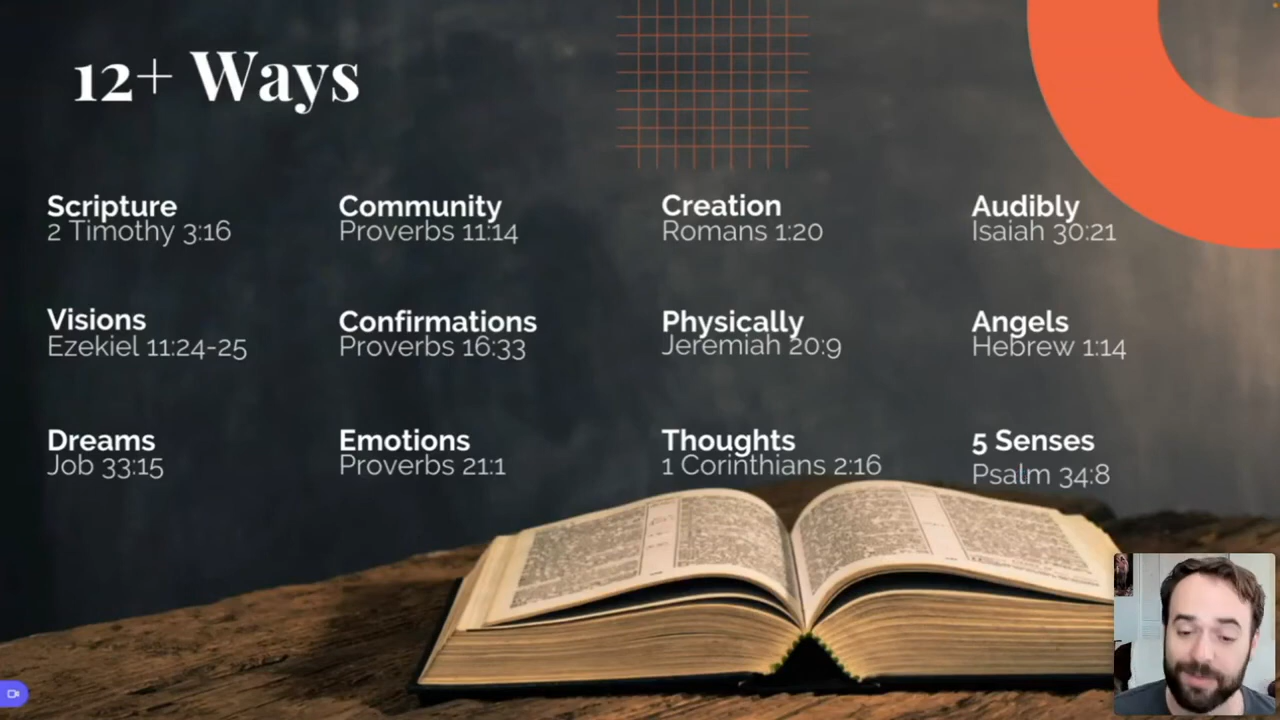 12+ Ways
Scripture
2 Timothy 3:16
Community
Proverbs 11:14
Creation
Romans 1:20
Audibly
Isaiah 30:21
Visions
Ezekiel 11:24-25
Confirmations
Proverbs 16:33
Physically
Jeremiah 20:9
Angels
Hebrew 1:14
Dreams
Job 33:15
Emotions
Proverbs 21:1
Thoughts
1 Corinthians 2:16
5 Senses
Psalm 34:8